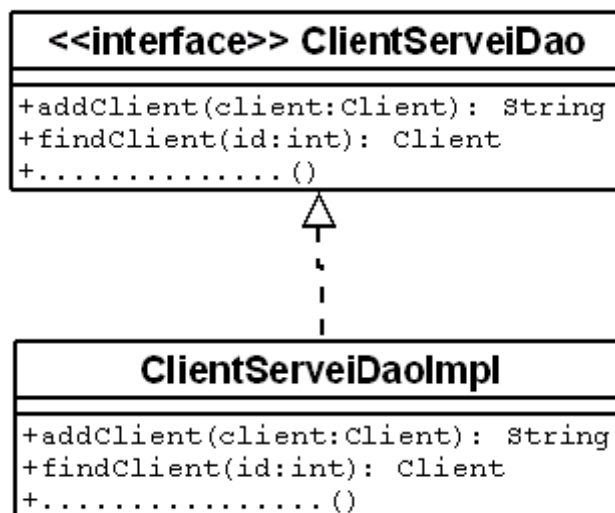 <<interface>> ClientServeiDao
+addClient(client:Client): String
+findClient(id:int): Client
+..............()
ClientServeiDaoImpl
+addClient(client:Client): String
+findClient(id:int): Client
+................()